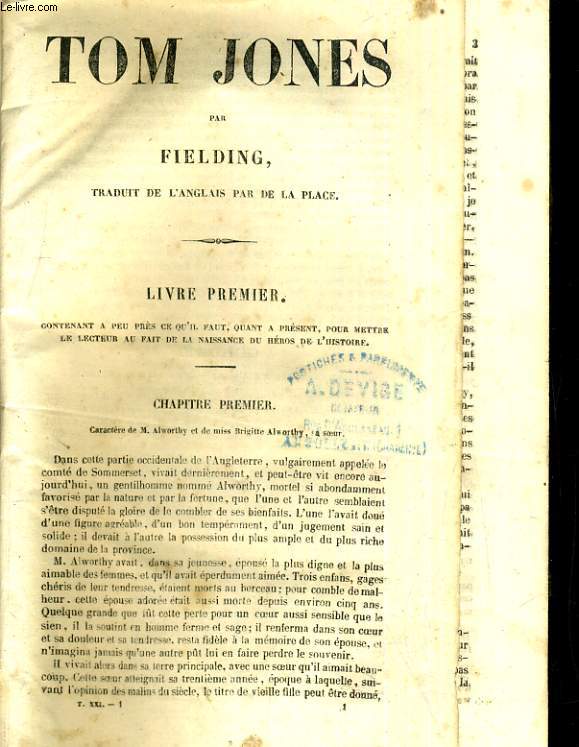 Le-livre.com
TOM JONES
PAR
FIELDING,
TRADUIT DE L'ANGLAIS PAR DE LA PLACE.
LIVRE PREMIER.
CONTENANT A PEU PRÈS CE QU'IL FAUT, QUANT A PRÉSENT, POUR METTRE
LE LECTEUR AU FAIT DE LA NAISSANCE DU HÉROS DE L'HISTOIRE.
POSTICHES & PARFUMERIE
A. DEVIGE
CHAPITRE PREMIER.
Caractère de M. Alworthy et de miss Brigitte Alworthy, sa sœur.
Dans cette partie occidentale de l'Angleterre, vulgairement appelée le
comté de Sommerset, vivait dernièrement, et peut-être vit encore au-
jourd'hui, un gentilhomme nommé Alworthy, mortel si abondamment
favorisé par la nature et par la fortune, que l'une et l'autre semblaient
s'être disputé la gloire de le combler de ses bienfaits. L'une l'avait doué
d'une figure agréable, d'un bon tempérament, d'un jugement sain et
solide; il devait à l'autre la possession du plus ample et du plus riche
domaine de la province.
M. Alworthy avait, dans sa jeunesse, épousé la plus digne et la plus
aimable des femmes, et qu'il avait éperdument aimée. Trois enfans, gages
chéris de leur tendresse, étaient morts au berceau; pour comble de mal-
heur, cette épouse adorée était aussi morte depuis environ cinq ans.
Quelque grande que fût cette perte pour un cœur aussi sensible que le
sien, il la soutint en homme ferme et sage; il renferma dans son cœur
et sa douleur et sa tendresse, resta fidèle à la mémoire de son épouse, et
n'imagina jamais qu'une autre pût lui en faire perdre le souvenir.
Il vivait alors dans sa terre principale, avec une sœur qu'il aimait beau-
coup. Cette sœur atteignait sa trentième année, époque à laquelle, sui-
vant l'opinion des malins du siècle, le titre de vieille fille peut être donné,
T. XXI. — 1
1
3